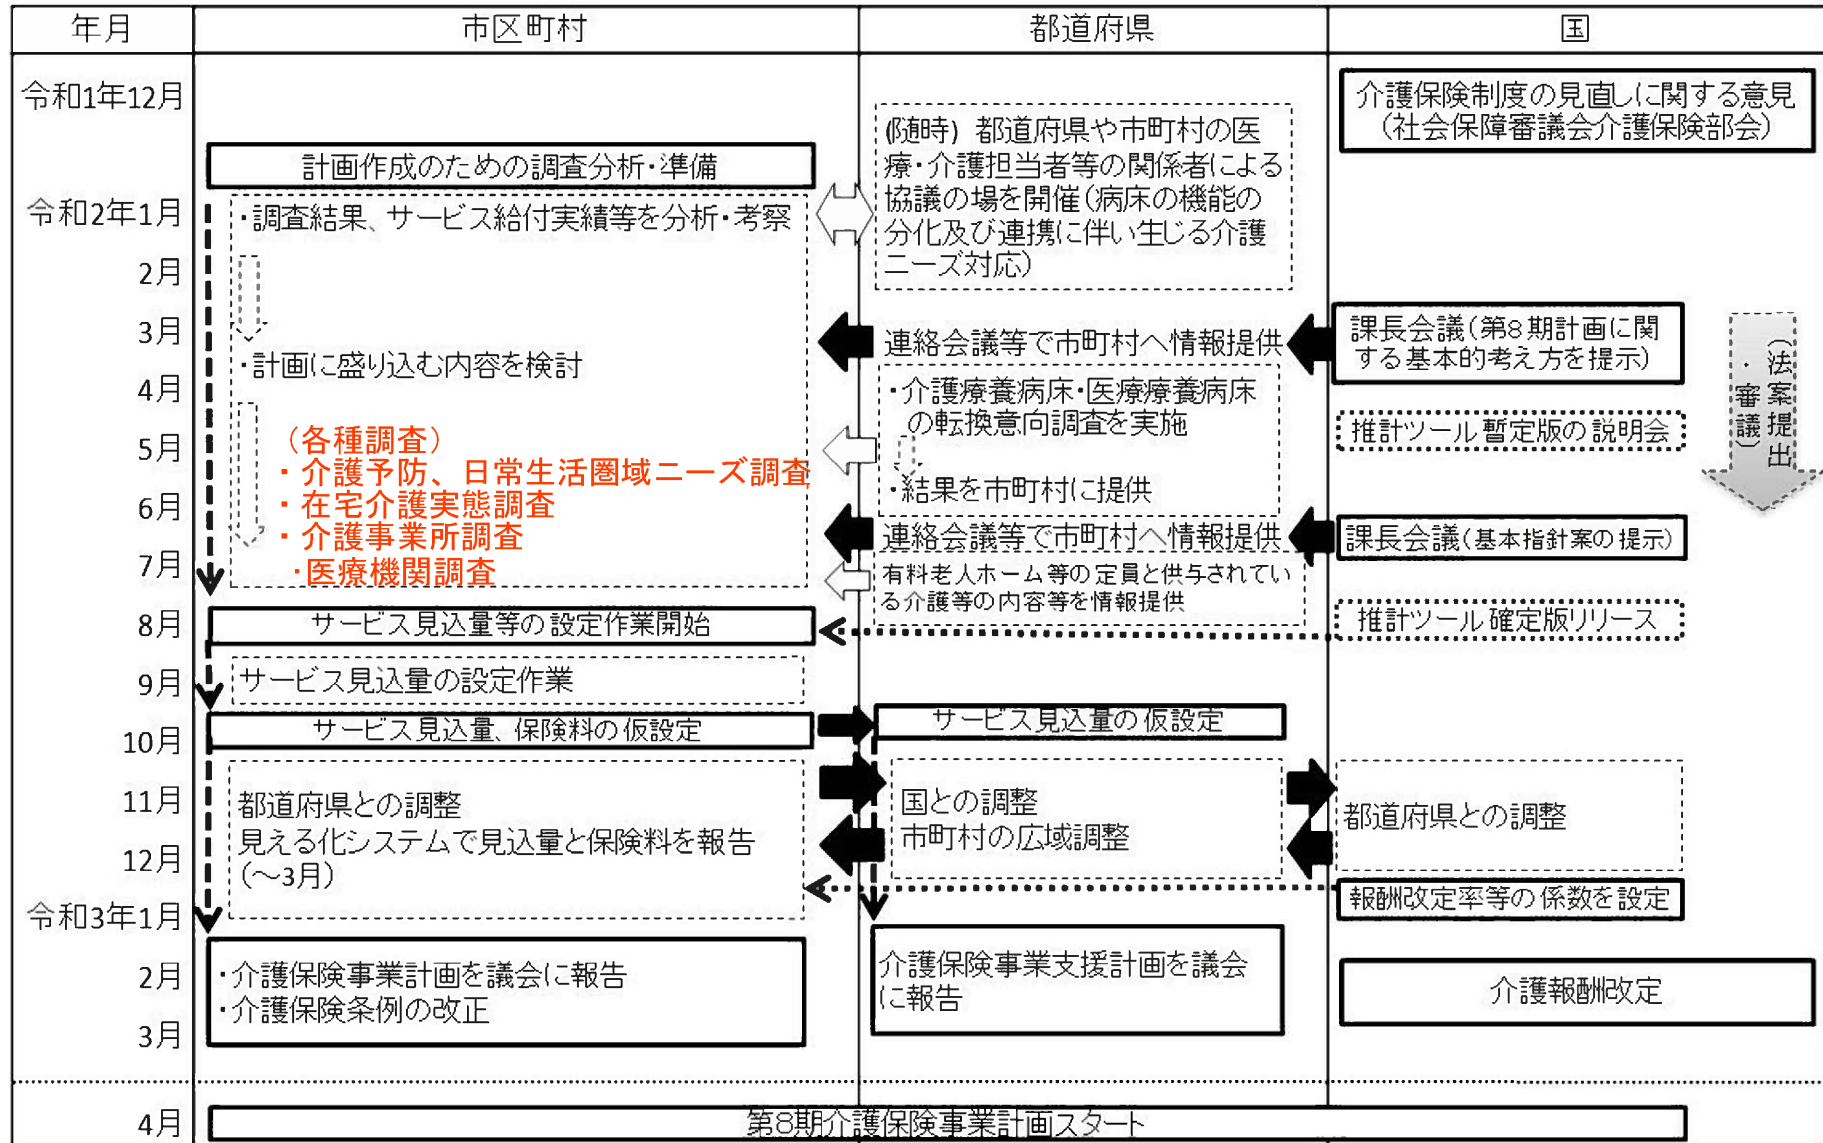 年月
市区町村
都道府県
国
令和1年12月
令和2年1月
2月
3月
4月
5月
6月
7月
8月
9月
10月
11月
12月
令和3年1月
2月
3月
4月
計画作成のための調査分析・準備
・調査結果、サービス給付実績等を分析・考察
・計画に盛り込む内容を検討
（各種調査）
・介護予防、日常生活圏域ニーズ調査
・在宅介護実態調査
・介護事業所調査
・医療機関調査
サービス見込量等の設定作業開始
サービス見込量の設定作業
サービス見込量、保険料の仮設定
都道府県との調整
見える化システムで見込量と保険料を報告
（～3月）
・介護保険事業計画を議会に報告
・介護保険条例の改正
(随時) 都道府県や市町村の医
療・介護担当者等の関係者による
協議の場を開催（病床の機能の
分化及び連携に伴い生じる介護
ニーズ対応）
連絡会議等で市町村へ情報提供
・介護療養病床・医療療養病床
の転換意向調査を実施
・結果を市町村に提供
連絡会議等で市町村へ情報提供
有料老人ホーム等の定員と供与されてい
る介護等の内容等を情報提供
サービス見込量の仮設定
国との調整
市町村の広域調整
介護保険事業支援計画を議会
に報告
介護保険制度の見直しに関する意見
（社会保障審議会介護保険部会）
課長会議（第8期計画に関
する基本的考え方を提示）
（法案提出
・審議）
推計ツール暫定版の説明会
課長会議（基本指針案の提示）
推計ツール確定版リリース
都道府県との調整
報酬改定率等の係数を設定
介護報酬改定
第8期介護保険事業計画スタート